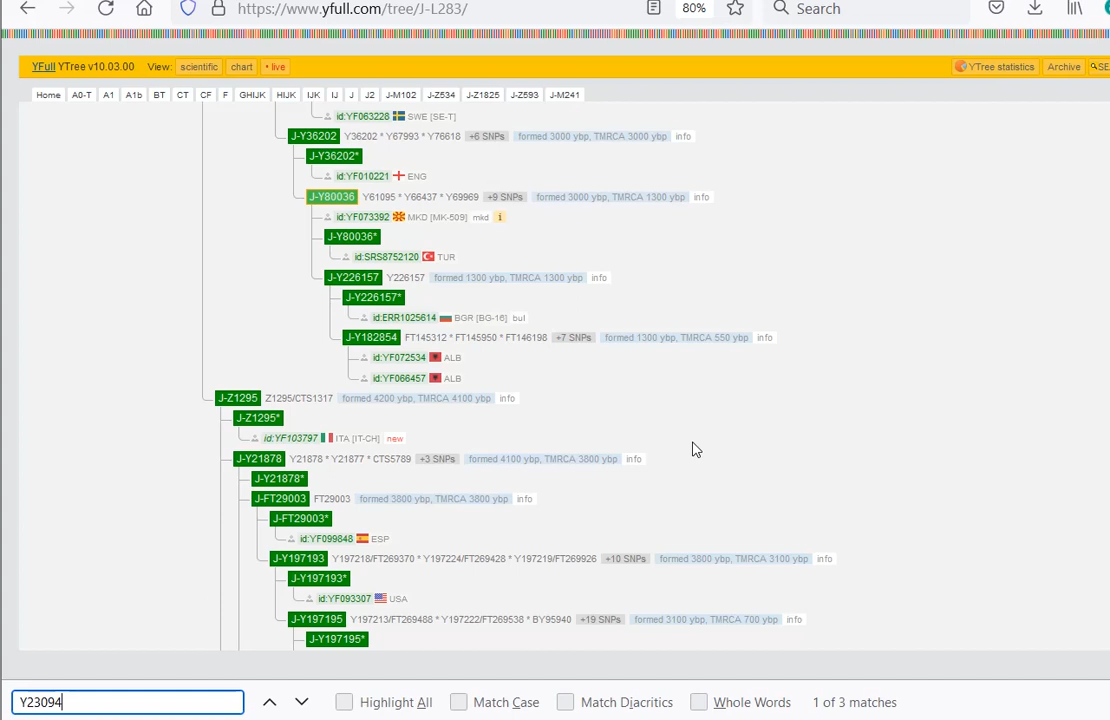 https://www.yfull.com/tree/J-L283/ 80% Search
YFull YTree v10.03.00 View: scientific chart • live YTree statistics Archive SE
Home A0-T A1 A1b BT CT CF F GHIJK HIJK IJK IJ J J2 J-M102 J-Z534 J-Z1825 J-Z593 J-M241
id:YF063228 SWE [SE-T]
J-Y36202 Y36202 * Y67993 * Y76618 +6 SNPs formed 3000 ybp, TMRCA 3000 ybp info
J-Y36202*
id:YF010221 ENG
J-Y80036 Y61095 * Y66437 * Y69969 +9 SNPs formed 3000 ybp, TMRCA 1300 ybp info
id:YF073392 MKD [MK-509] mkd i
J-Y80036*
id:SRS8752120 TUR
J-Y226157 Y226157 formed 1300 ybp, TMRCA 1300 ybp info
J-Y226157*
id:ERR1025614 BGR [BG-16] bul
J-Y182854 FT145312 * FT145950 * FT146198 +7 SNPs formed 1300 ybp, TMRCA 550 ybp info
id:YF072534 ALB
id:YF066457 ALB
J-Z1295 Z1295/CTS1317 formed 4200 ybp, TMRCA 4100 ybp info
J-Z1295*
id:YF103797 ITA [IT-CH] new
J-Y21878 Y21878 * Y21877 * CTS5789 +3 SNPs formed 4100 ybp, TMRCA 3800 ybp info
J-Y21878*
J-FT29003 FT29003 formed 3800 ybp, TMRCA 3800 ybp info
J-FT29003*
id:YF099848 ESP
J-Y197193 Y197218/FT269370 * Y197224/FT269428 * Y197219/FT269926 +10 SNPs formed 3800 ybp, TMRCA 3100 ybp info
J-Y197193*
id:YF093307 USA
J-Y197195 Y197213/FT269488 * Y197222/FT269538 * BY95940 +19 SNPs formed 3100 ybp, TMRCA 700 ybp info
J-Y197195*
Y23094 Highlight All Match Case Match Diacritics Whole Words 1 of 3 matches